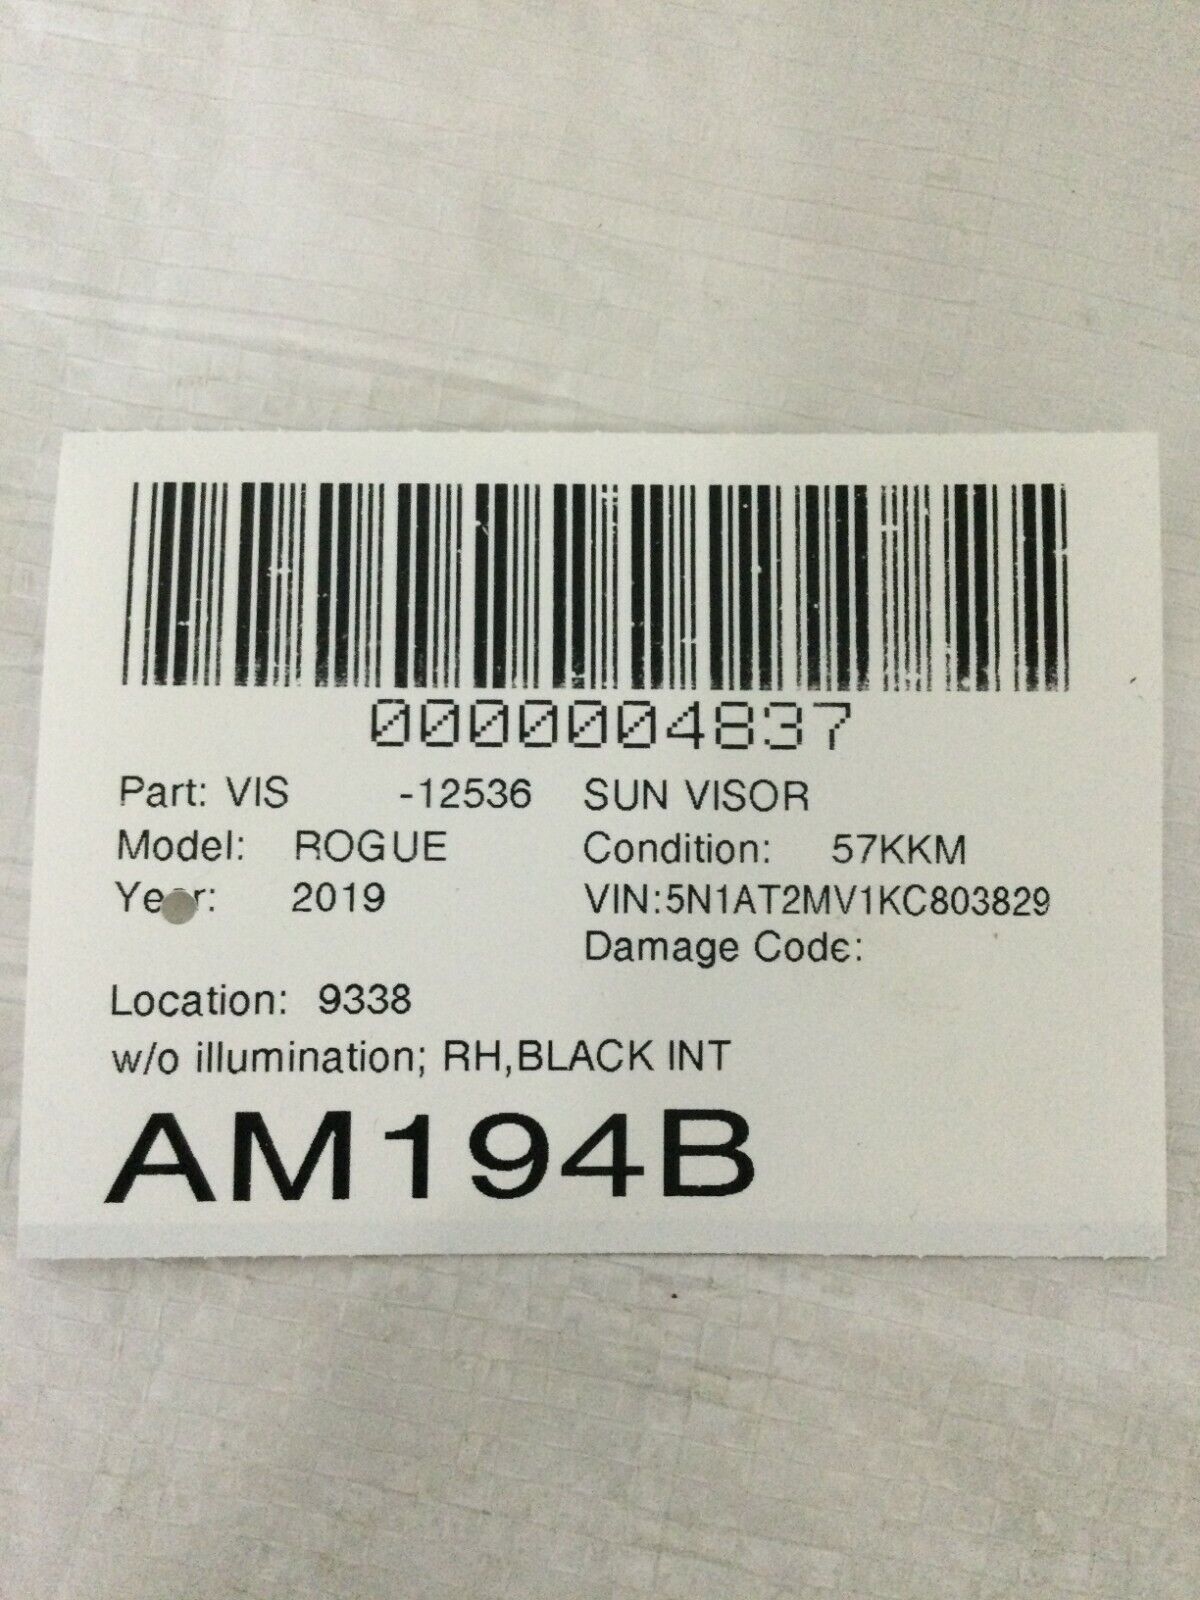 0000004837
Part: VIS -12536 SUN VISOR
Model: ROGUE Condition: 57KKM
Year: 2019 VIN:5N1AT2MV1KC803829
Damage Code:
Location: 9338
w/o illumination; RH,BLACK INT
AM194B